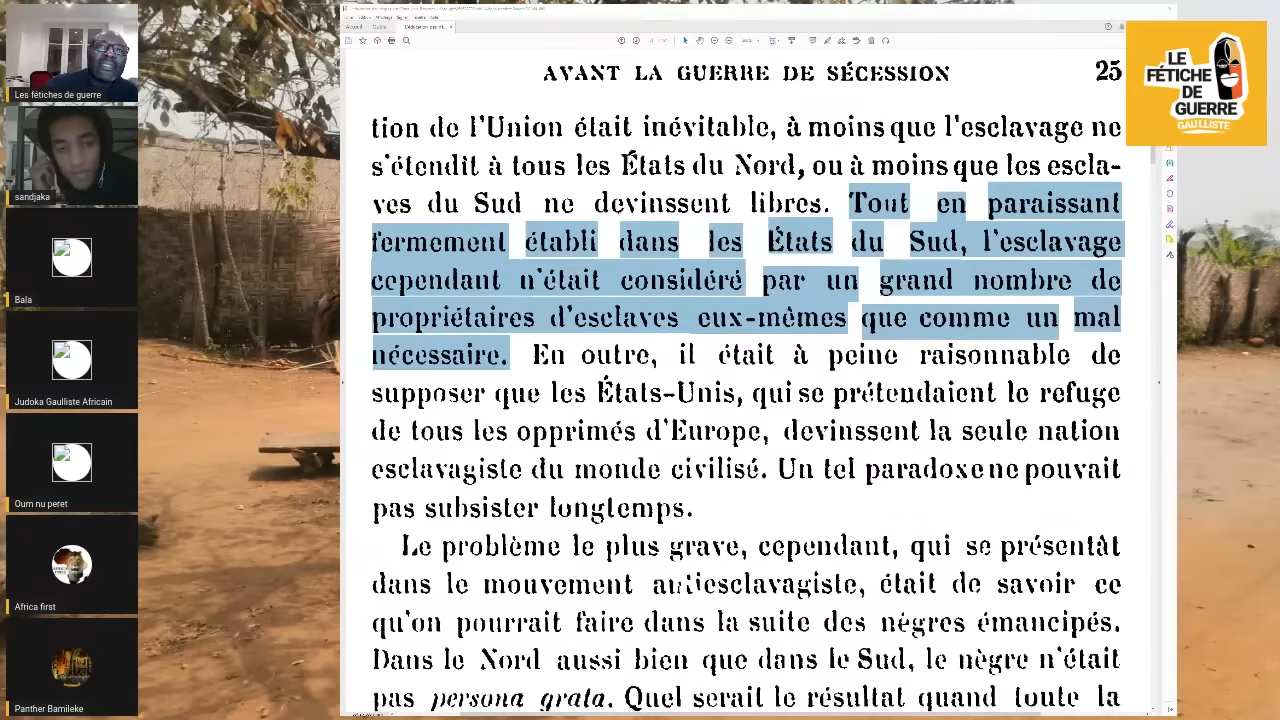 Les fétiches de guerre
sandjaka
Bala
Judoka Gaulliste Africain
Oum nu peret
Africa first
Panther Bamileke
Accueil Outils
AVANT LA GUERRE DE SÉCESSION 25
tion de l'Union était inévitable, à moins que l'esclavage ne
s'étendit à tous les États du Nord, ou à moins que les escla-
ves du Sud ne devinssent libres. Tout en paraissant
fermement établi dans les États du Sud, l'esclavage
cependant n'était considéré par un grand nombre de
propriétaires d'esclaves eux-mêmes que comme un mal
nécessaire. En outre, il était à peine raisonnable de
supposer que les États-Unis, qui se prétendaient le refuge
de tous les opprimés d'Europe, devinssent la seule nation
esclavagiste du monde civilisé. Un tel paradoxe ne pouvait
pas subsister longtemps.
Le problème le plus grave, cependant, qui se présentât
dans le mouvement antiesclavagiste, était de savoir ce
qu'on pourrait faire dans la suite des nègres émancipés.
Dans le Nord aussi bien que dans le Sud, le nègre n'était
pas persona grata. Quel serait le résultat quand toute la
LE
FÉTICHE
DE
GUERRE
GAULLISTE